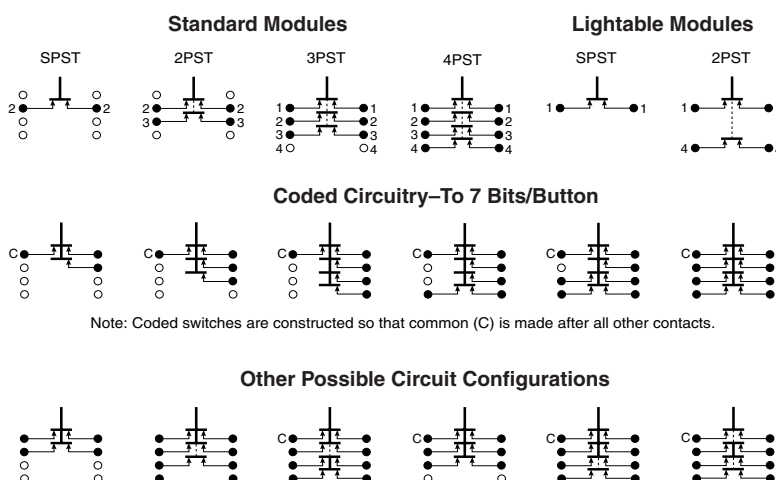 Standard Modules Lightable Modules
SPST 2PST 3PST 4PST SPST 2PST
1 1 1 1 1 1 1
2 2 2 2 2 2 2 2
3 3 3 3 3 3
4 4 4 4 4
Coded Circuitry–To 7 Bits/Button
C C C C C C
Note: Coded switches are constructed so that common (C) is made after all other contacts.
Other Possible Circuit Configurations
C C C C